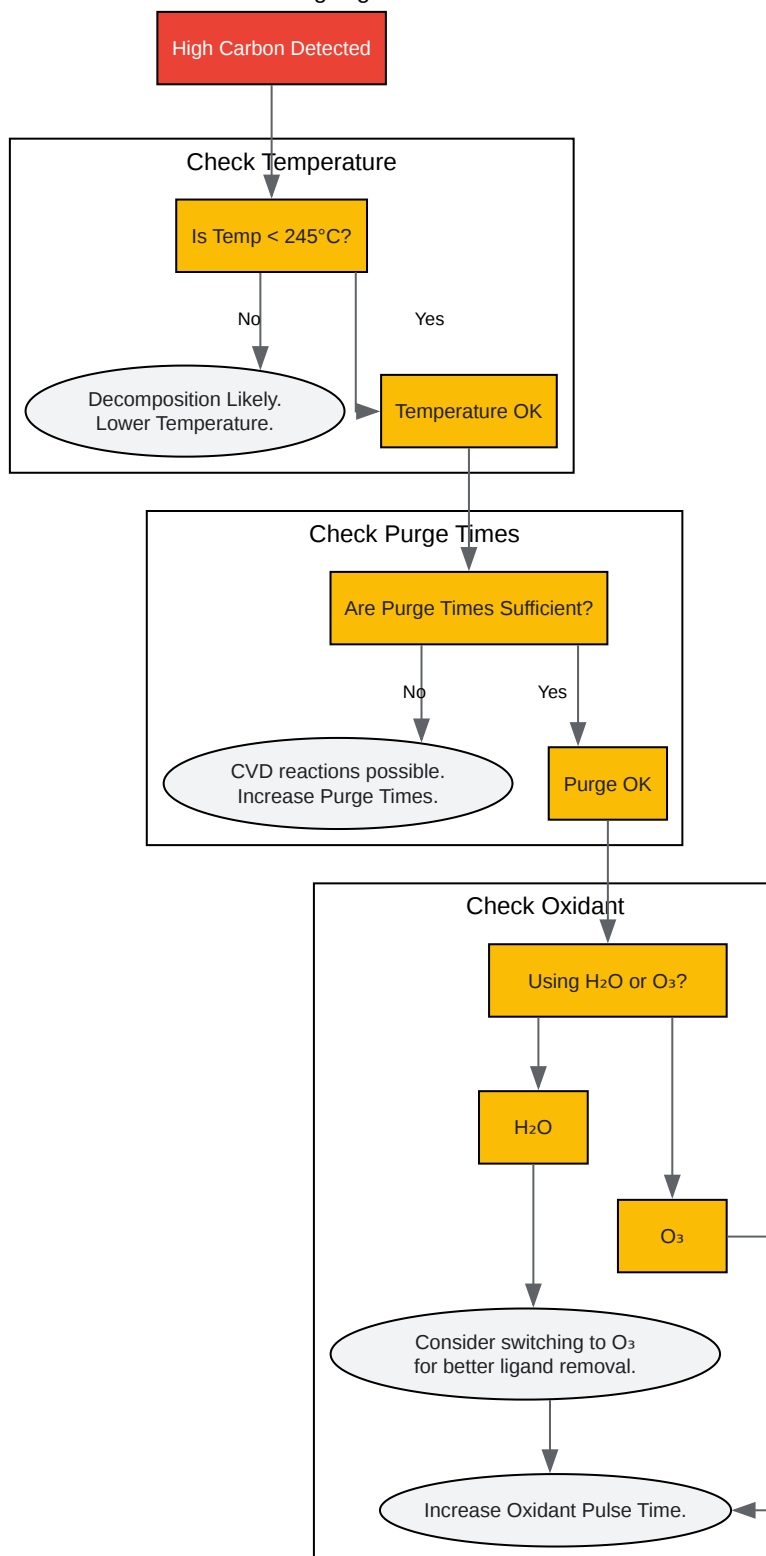 High Carbon Detected
Check Temperature
Is Temp < 245°C?
No
Yes
Decomposition Likely.
Lower Temperature.
Temperature OK
Check Purge Times
Are Purge Times Sufficient?
No
Yes
CVD reactions possible.
Increase Purge Times.
Purge OK
Check Oxidant
Using H₂O or O₃?
H₂O
O₃
Consider switching to O₃
for better ligand removal.
Increase Oxidant Pulse Time.